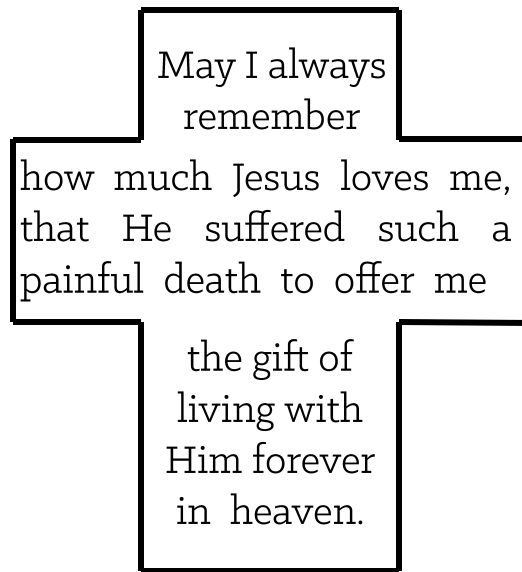 May I always
remember
how much Jesus loves me,
that He suffered such a
painful death to offer me
the gift of
living with
Him forever
in heaven.